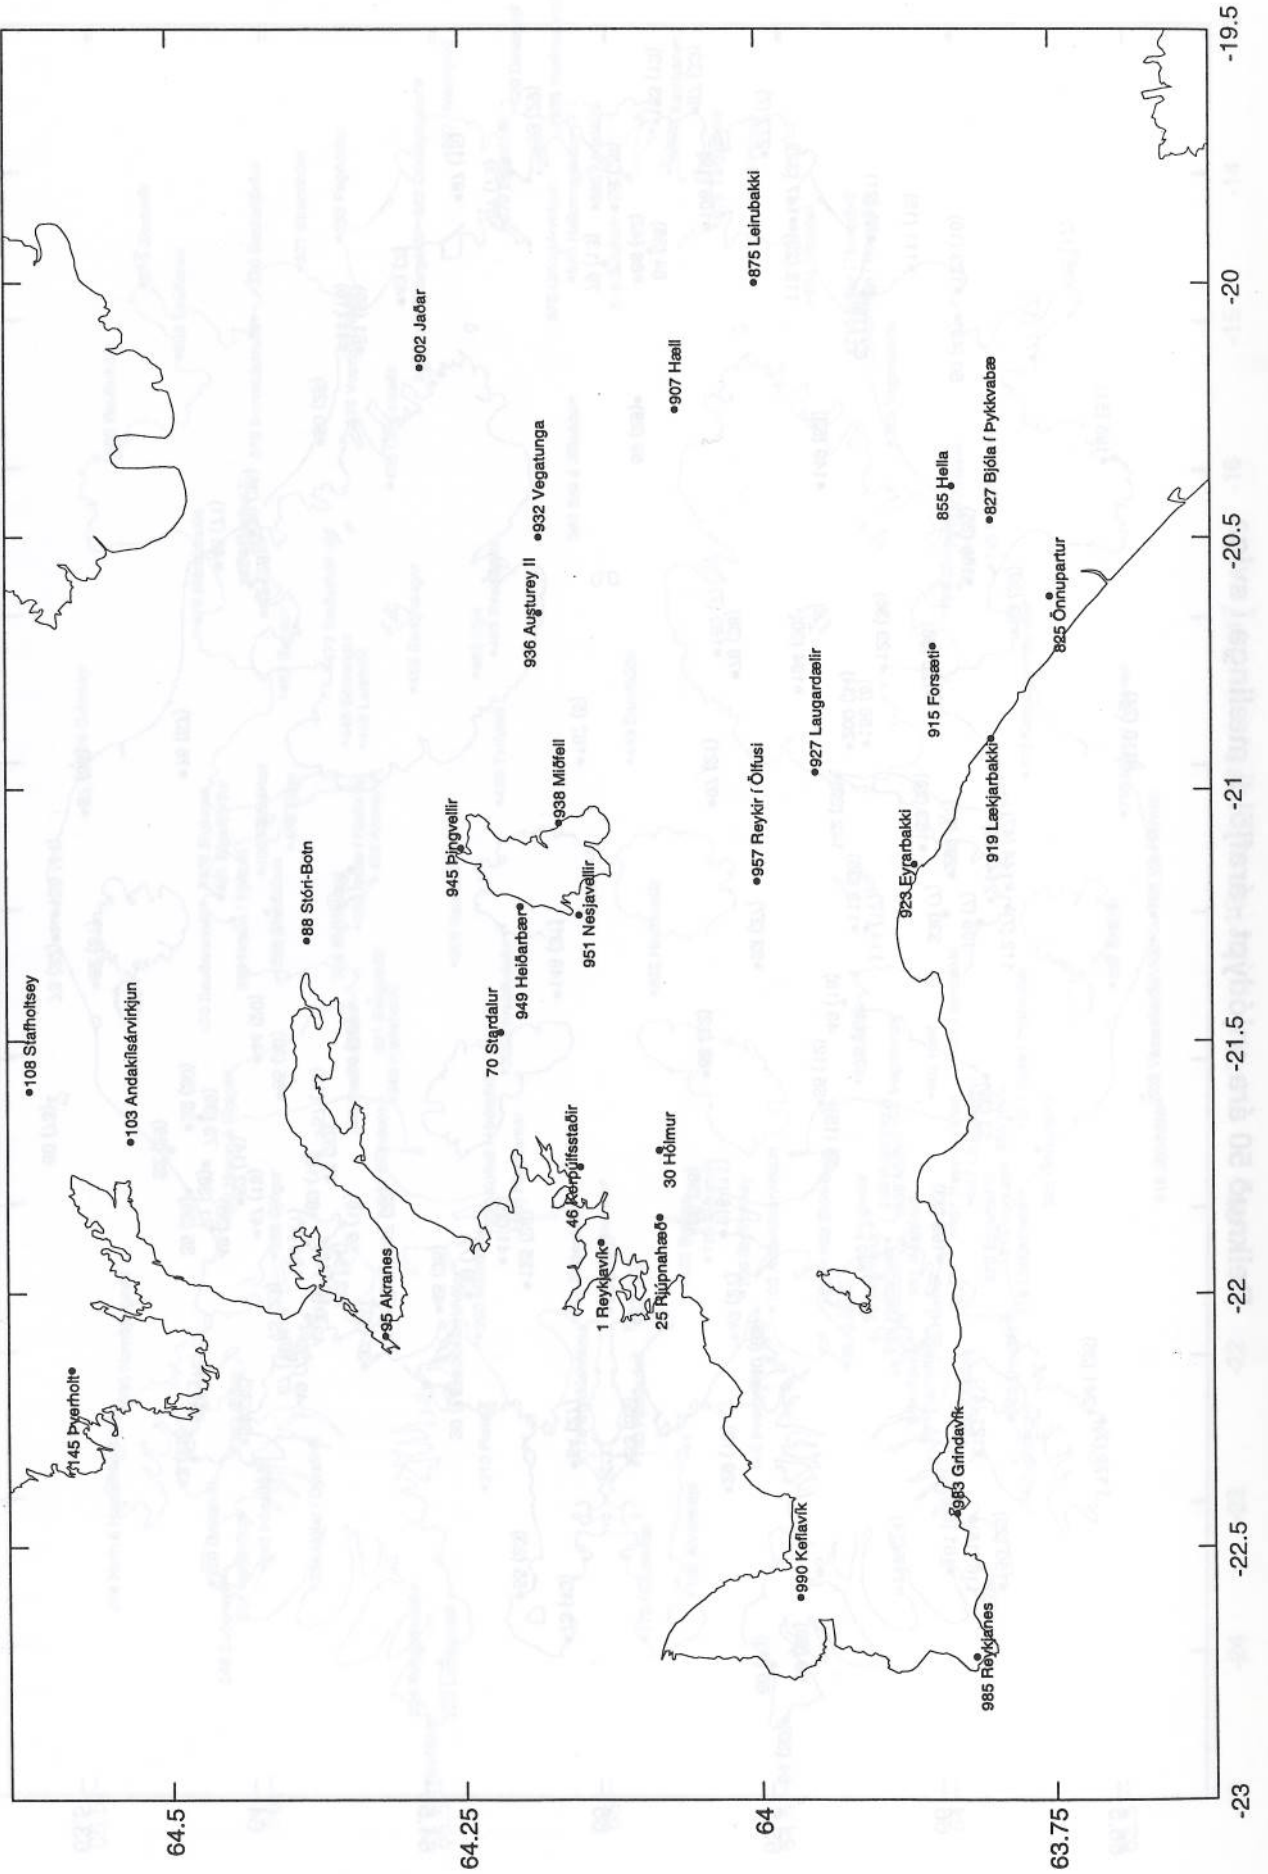 108 Stafholtsey
103 Andakílsárvirkjun
145 Þverholt
88 Stóri-Botn
95 Akranes
902 Jaðar
945 Þingvellir
70 Stardalur
949 Heiðarbær
938 Miðfell
951 Nesjavellir
936 Austurey II
932 Vegatunga
46 Korpúlfsstaðir
1 Reykjavík
30 Hólmur
25 Rjúpnahæð
907 Hæll
875 Leirubakki
957 Reykir í Ölfusi
927 Laugardælir
990 Keflavík
923 Eyrarbakki
915 Forsæti
855 Hella
827 Bjóla í Þykkvabæ
919 Lækjarbakki
983 Grindavík
985 Reykjanes
825 Önnupartur
64.5
64.25
64
63.75
-23
-22.5
-22
-21.5
-21
-20.5
-20
-19.5